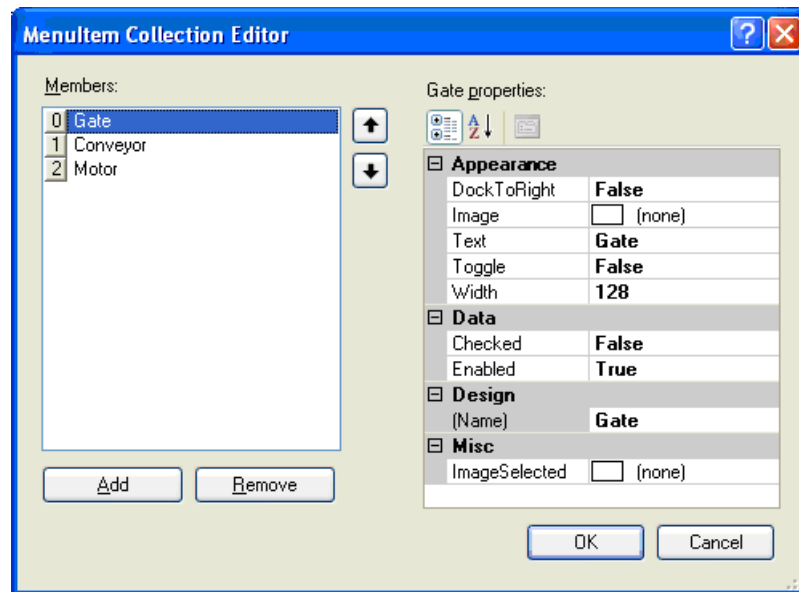 MenuItem Collection Editor
Members:
0 Gate
1 Conveyor
2 Motor
Add
Remove
Gate properties:
A
Z
Appearance
DockToRight False
Image (none)
Text Gate
Toggle False
Width 128
Data
Checked False
Enabled True
Design
(Name) Gate
Misc
ImageSelected (none)
OK
Cancel